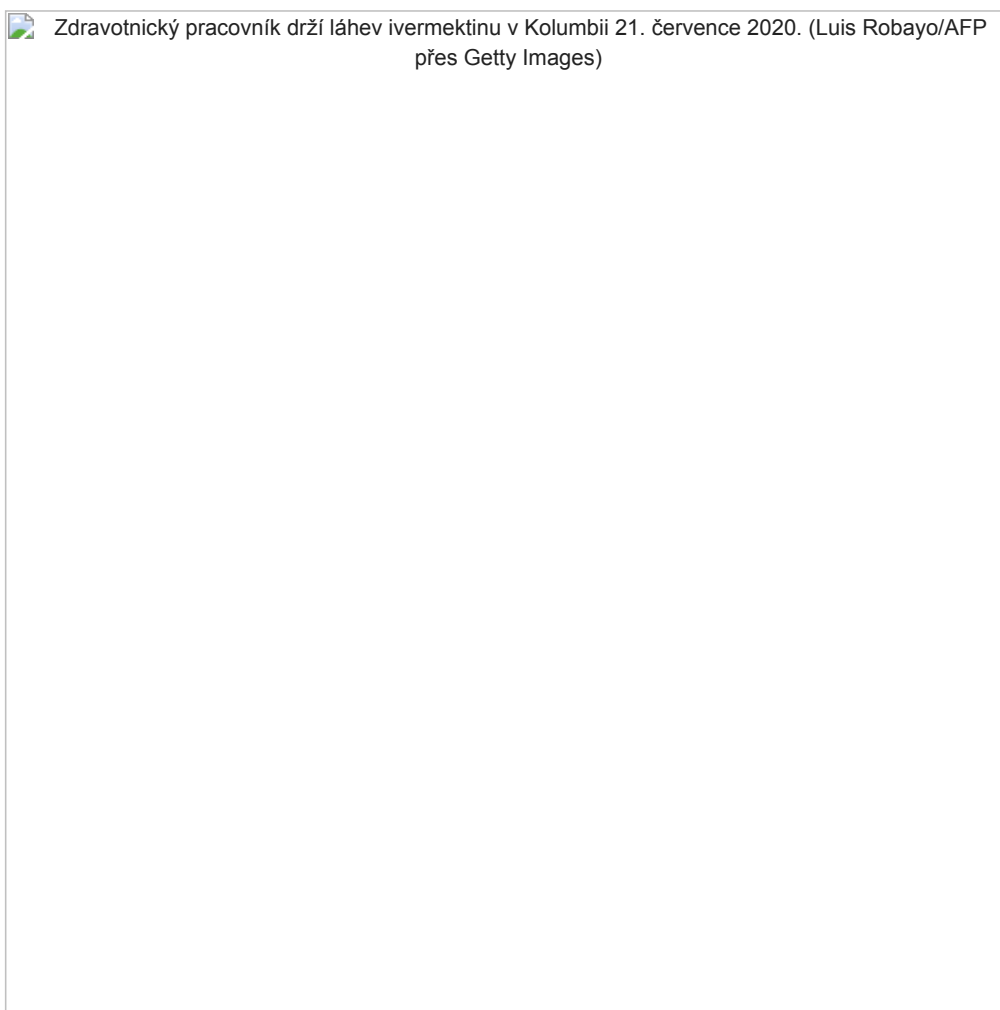 Zdravotnický pracovník drží láhev ivermektinu v Kolumbii 21. července 2020. (Luis Robayo/AFP
přes Getty Images)